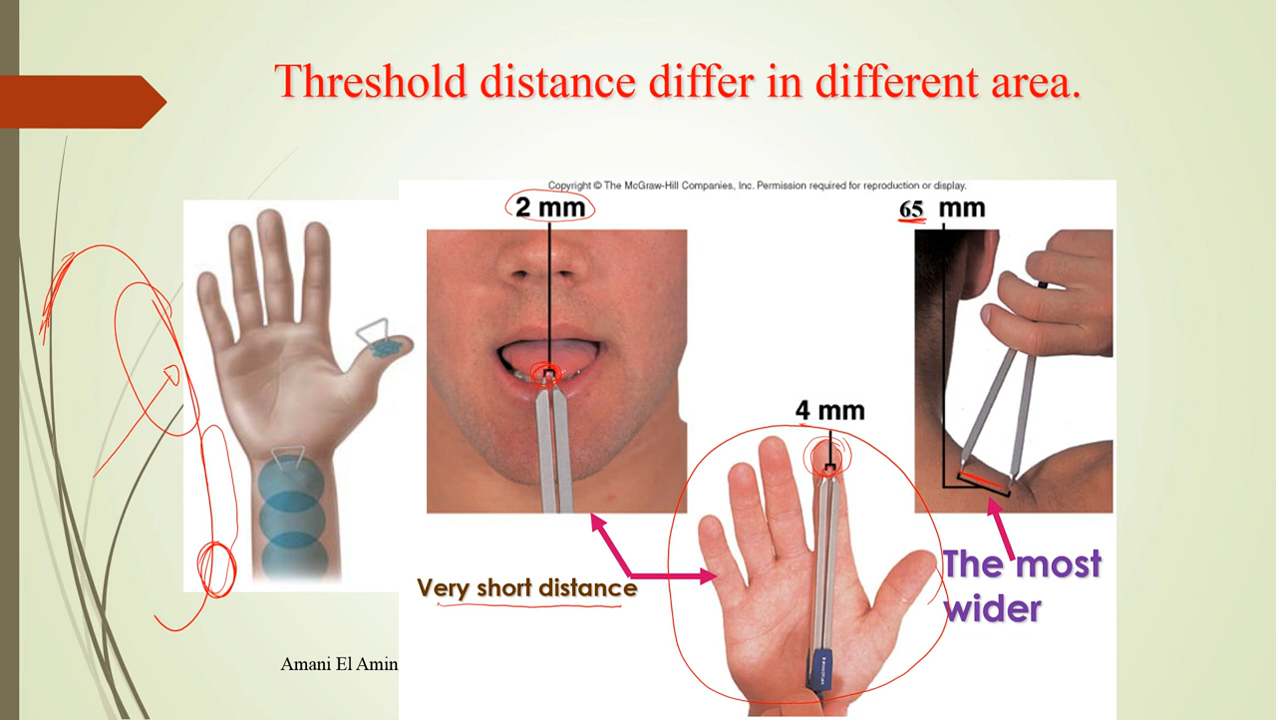 Threshold distance differ in different area.
Copyright © The McGraw-Hill Companies, Inc. Permission required for reproduction or display.
2 mm
65 mm
4 mm
The most
wider
Very short distance
Amani El Amin